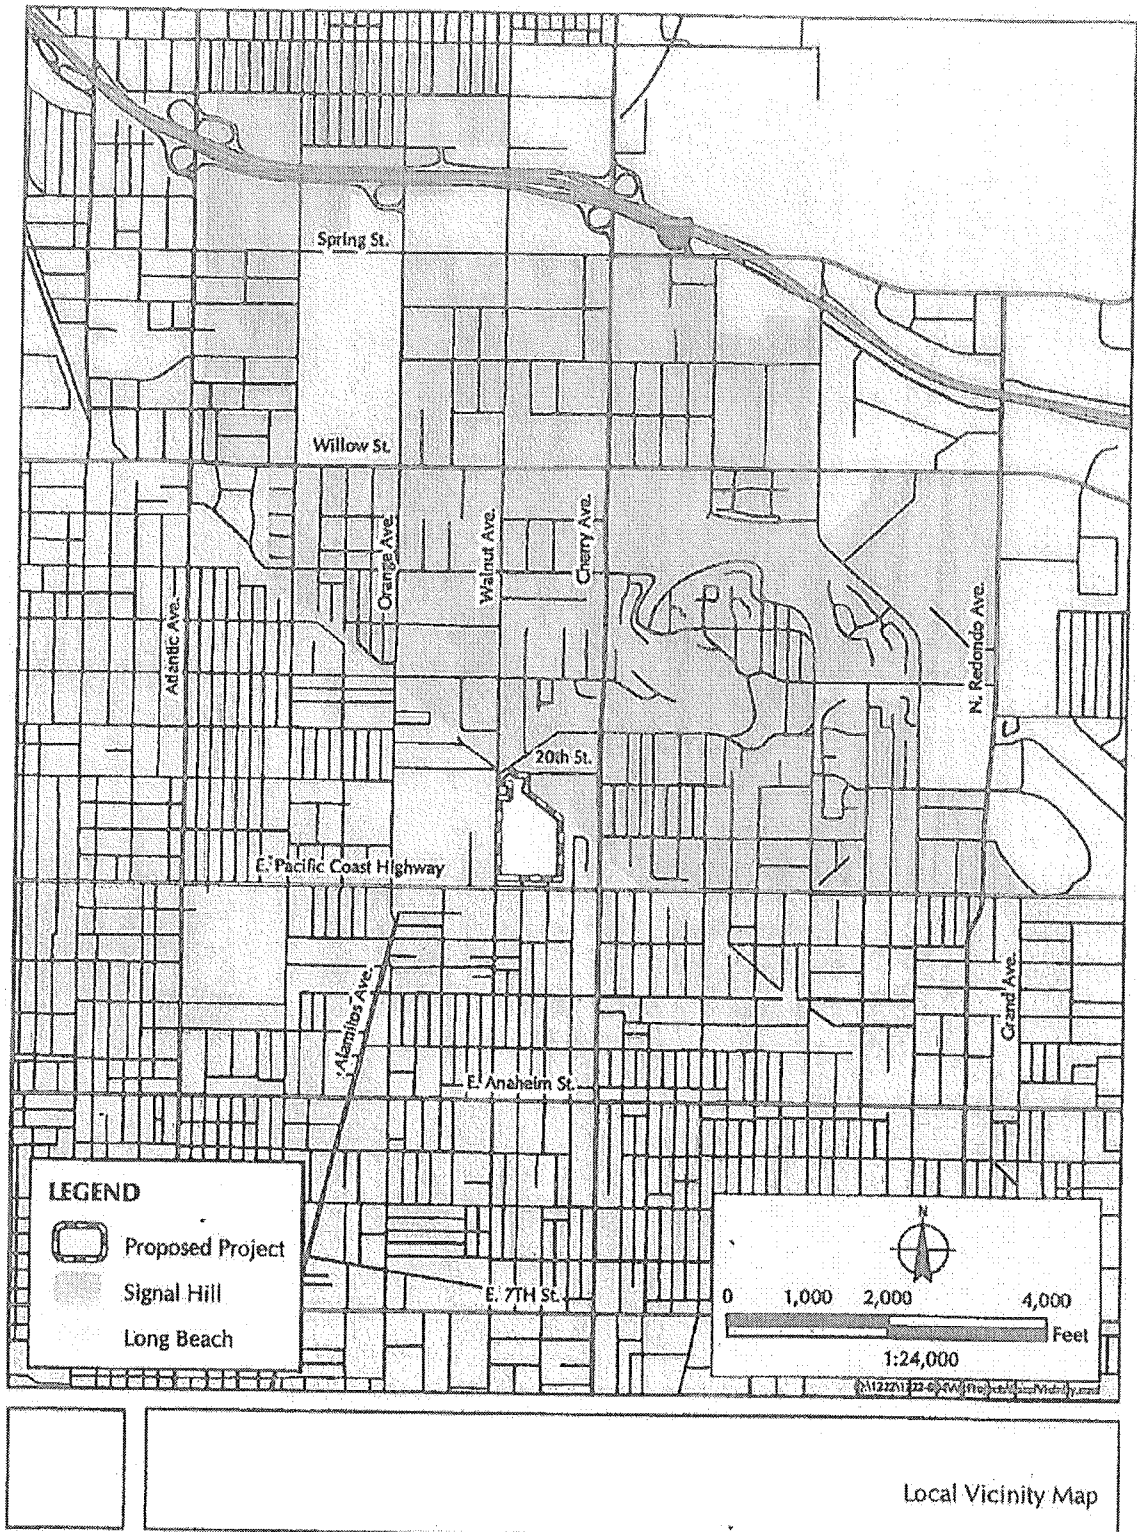 Spring St.
Willow St.
Orange Ave.
Walnut Ave.
Cherry Ave.
Atlantic Ave.
N. Redondo Ave.
20th St.
E. Pacific Coast Highway
Alamitos Ave.
Grand Ave.
E. Anaheim St.
E. 7TH St.
LEGEND
Proposed Project
Signal Hill
Long Beach
N
0 1,000 2,000 4,000
Feet
1:24,000
Local Vicinity Map